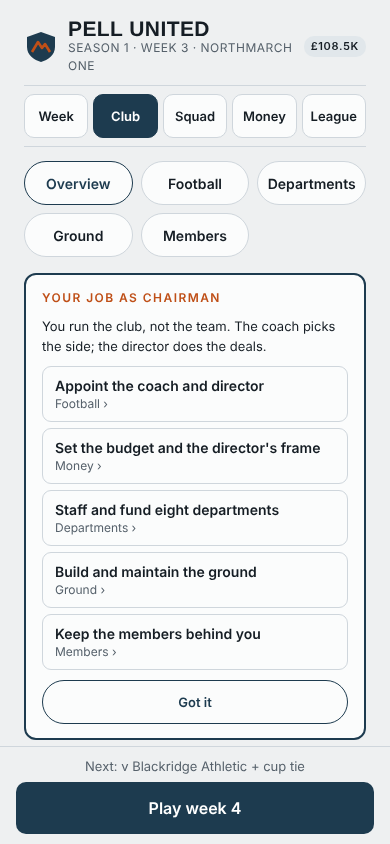 PELL UNITED
SEASON 1 · WEEK 3 · NORTHMARCH
ONE
£108.5K
Week
Club
Squad
Money
League
Overview
Football
Departments
Ground
Members
YOUR JOB AS CHAIRMAN
You run the club, not the team. The coach picks
the side; the director does the deals.
Appoint the coach and director
Football ›
Set the budget and the director's frame
Money ›
Staff and fund eight departments
Departments ›
Build and maintain the ground
Ground ›
Keep the members behind you
Members ›
Got it
Next: v Blackridge Athletic + cup tie
Play week 4